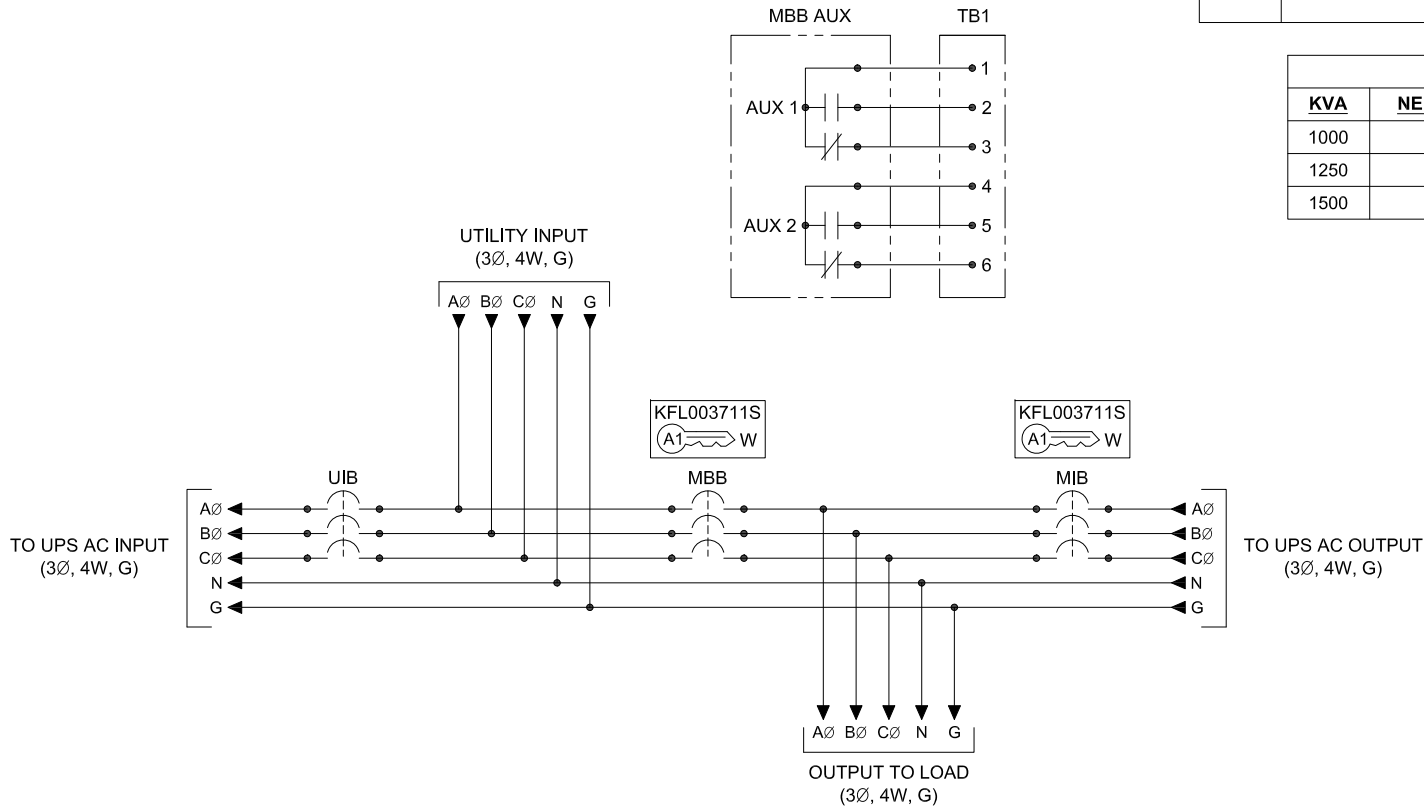 MBB AUX
TB1
AUX 1
1
2
3
AUX 2
4
5
6
KVA
1000
1250
1500
UTILITY INPUT
(3Ø, 4W, G)
AØ BØ CØ N G
KFL003711S
A1 W
KFL003711S
A1 W
UIB
MBB
MIB
TO UPS AC INPUT
(3Ø, 4W, G)
AØ
BØ
CØ
N
G
AØ
BØ
CØ
N
G
TO UPS AC OUTPUT
(3Ø, 4W, G)
AØ BØ CØ N G
OUTPUT TO LOAD
(3Ø, 4W, G)